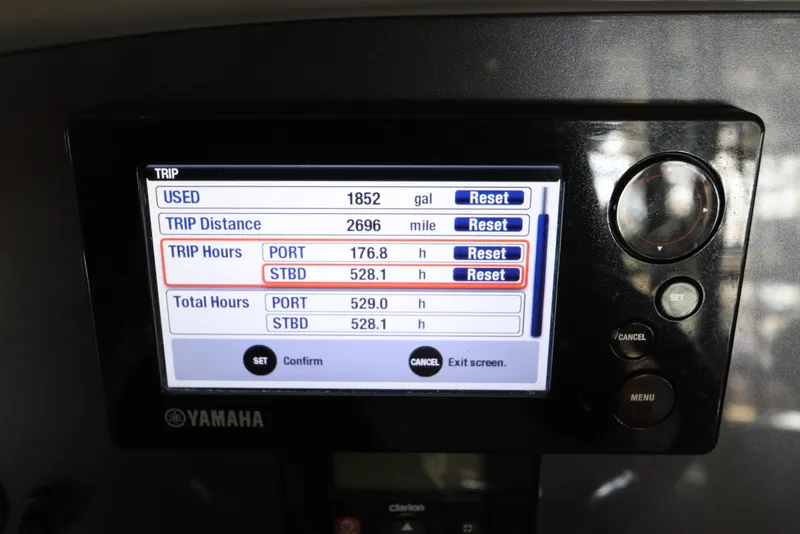 TRIP
USED 1852 gal Reset
TRIP Distance 2696 mile Reset
TRIP Hours PORT 176.8 h Reset
STBD 528.1 h Reset
Total Hours PORT 529.0 h
STBD 528.1 h
SET Confirm CANCEL Exit screen.
YAMAHA
SET
CANCEL
MENU
clarion